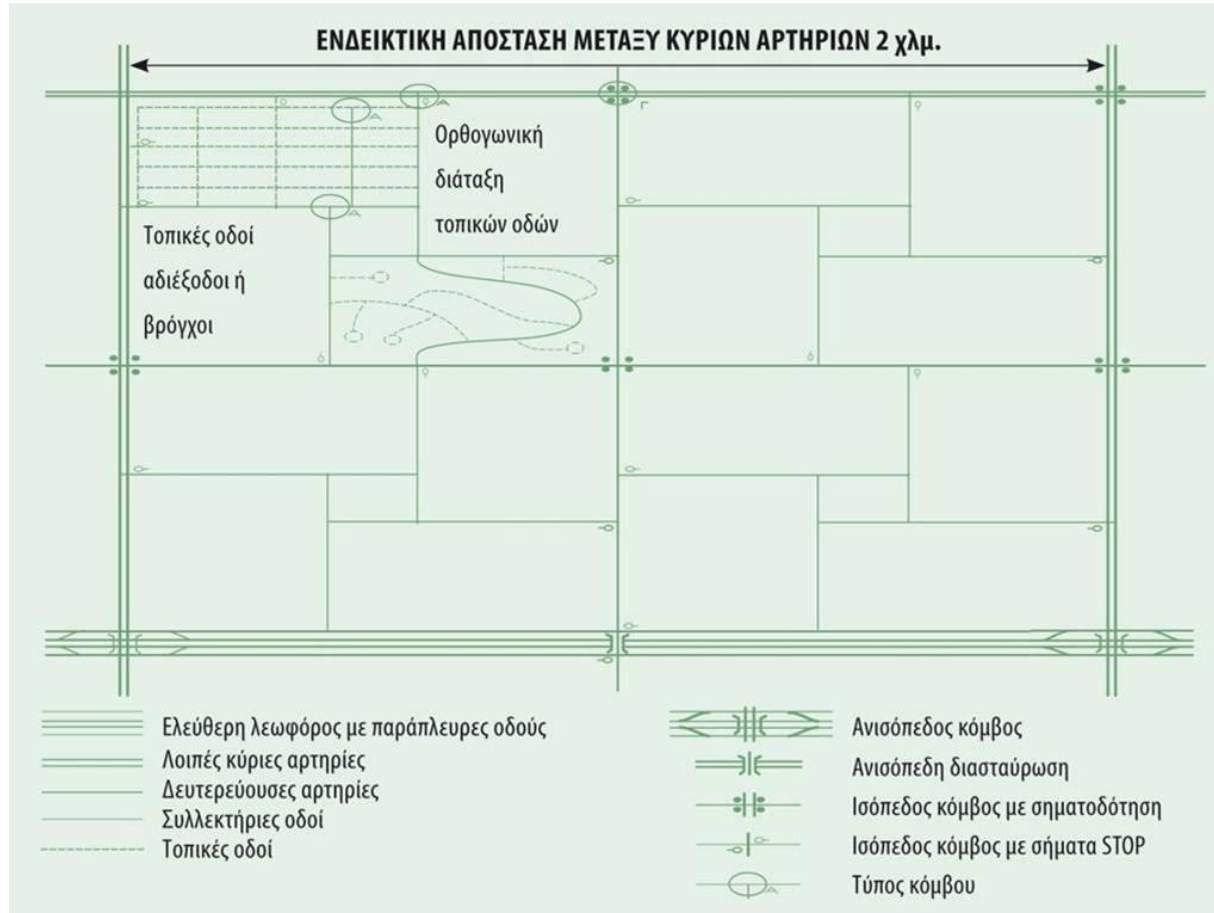 ΕΝΔΕΙΚΤΙΚΗ ΑΠΟΣΤΑΣΗ ΜΕΤΑΞΥ ΚΥΡΙΩΝ ΑΡΤΗΡΙΩΝ 2 χλμ.
Α
Α
Γ
Ορθογωνική
διάταξη
τοπικών οδών
Α
Τοπικές οδοί
αδιέξοδοι ή
βρόγχοι
Ελεύθερη λεωφόρος με παράπλευρες οδούς
Λοιπές κύριες αρτηρίες
Δευτερεύουσες αρτηρίες
Συλλεκτήριες οδοί
Τοπικές οδοί
Ανισόπεδος κόμβος
Ανισόπεδη διασταύρωση
Ισόπεδος κόμβος με σηματοδότηση
Ισόπεδος κόμβος με σήματα STOP
Τύπος κόμβου
Α